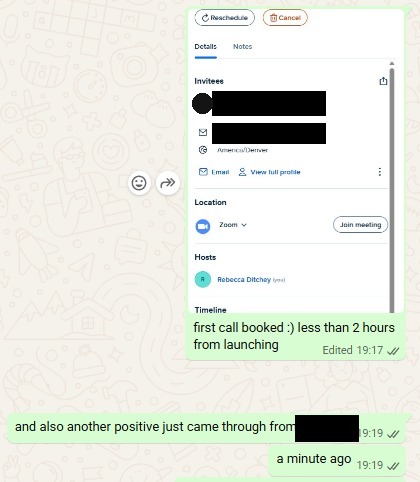 Reschedule Cancel
Details Notes
Invitees
America/Denver
Email View full profile
Location
Zoom Join meeting
Hosts
R Rebecca Ditchey (you)
Timeline
first call booked :) less than 2 hours
from launching
Edited 19:17
and also another positive just came through from 19:19
a minute ago 19:19